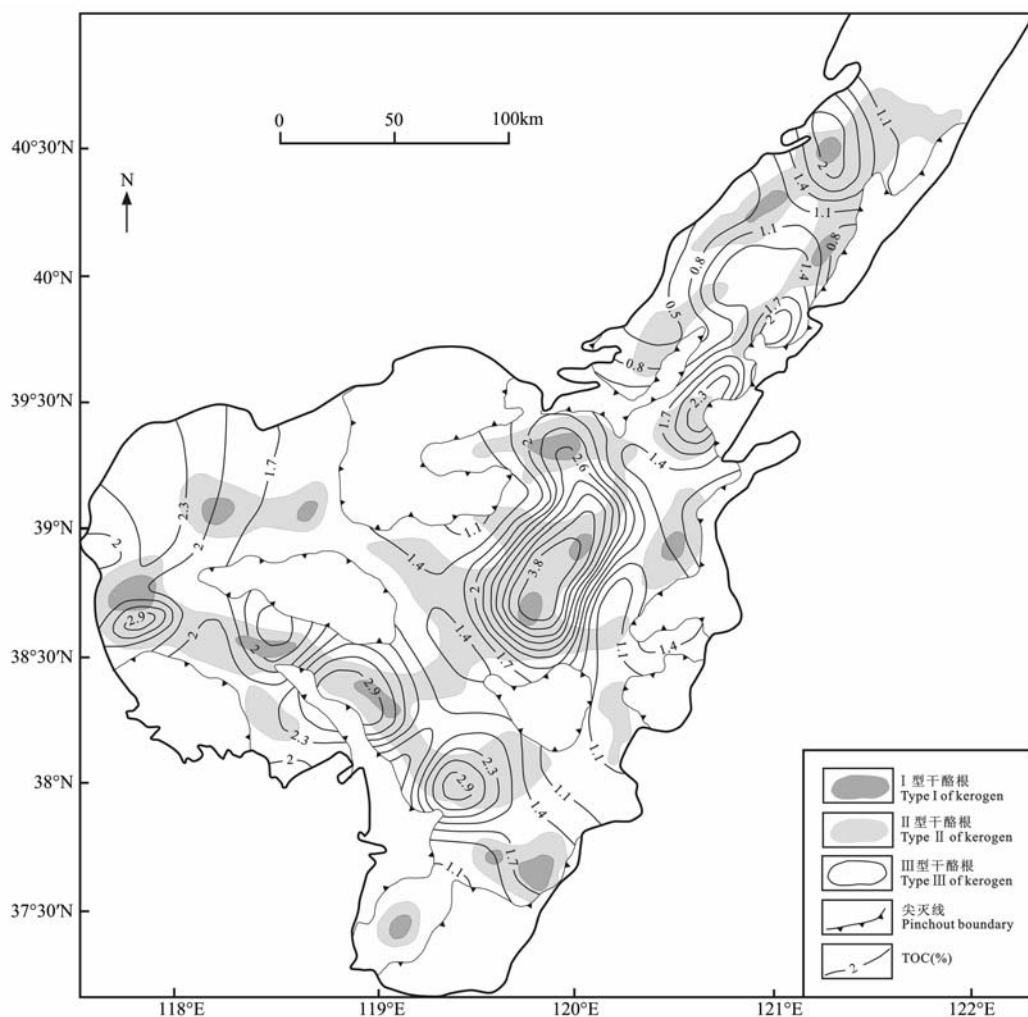 0
50
100km
N
40°30′N
40°N
39°30′N
39°N
38°30′N
38°N
37°30′N
118°E
119°E
120°E
121°E
122°E
1.1
2
1.4
1.1
1.1
0.8
0.8
1.4
0.5
1.7
2
0.8
2.3
1.7
1.4
2
2.6
1.7
2.3
2
2
1.1
1.4
3.8
2
2.9
2
2
1.4
1.7
1.4
1.1
2.9
2.3
2
2.3
2.9
1.1
1.4
1.1
1.7
1.1
I 型干酪根
Type I of kerogen
II 型干酪根
Type II of kerogen
III 型干酪根
Type III of kerogen
尖灭线
Pinchout boundary
2
TOC(%)